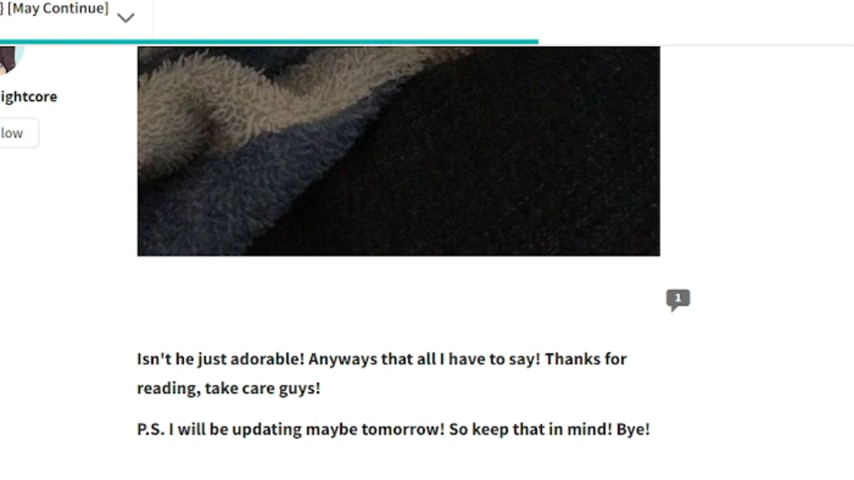 } [May Continue]
ightcore
low
1
Isn't he just adorable! Anyways that all I have to say! Thanks for
reading, take care guys!
P.S. I will be updating maybe tomorrow! So keep that in mind! Bye!